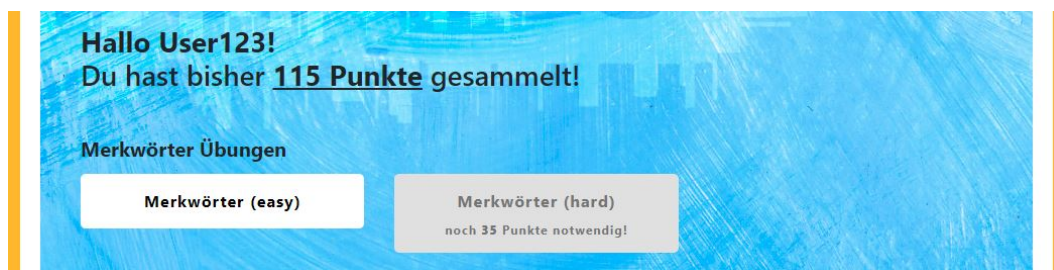 Hallo User123!
Du hast bisher 115 Punkte gesammelt!
Merkwörter Übungen
Merkwörter (easy)
Merkwörter (hard)
noch 35 Punkte notwendig!